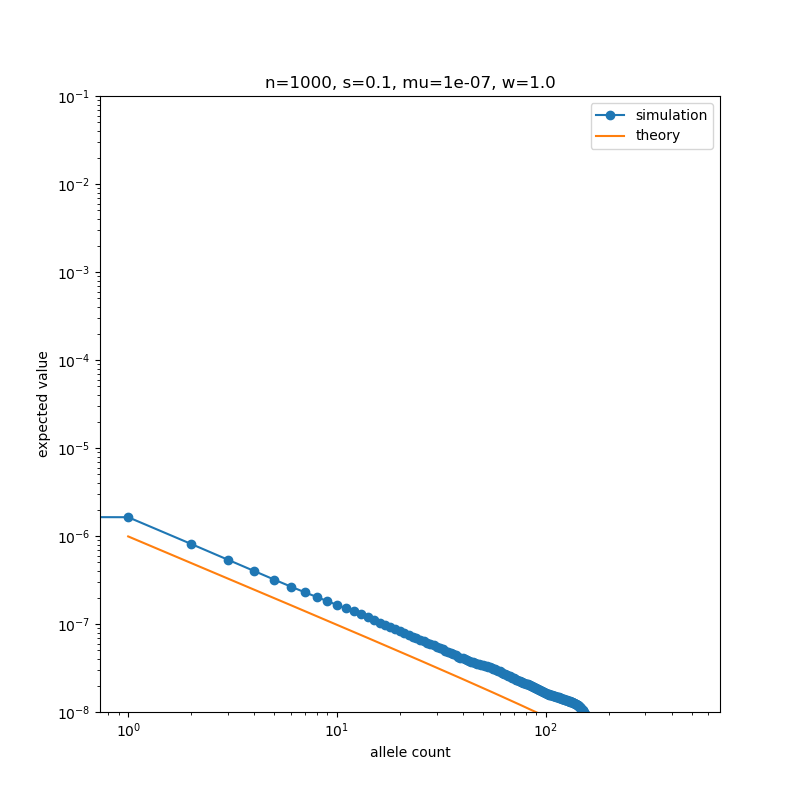 n=1000, s=0.1, mu=1e-07, w=1.0
simulation
theory
10⁻¹
10⁻²
10⁻³
10⁻⁴
10⁻⁵
10⁻⁶
10⁻⁷
10⁻⁸
expected value
10⁰ 10¹ 10²
allele count